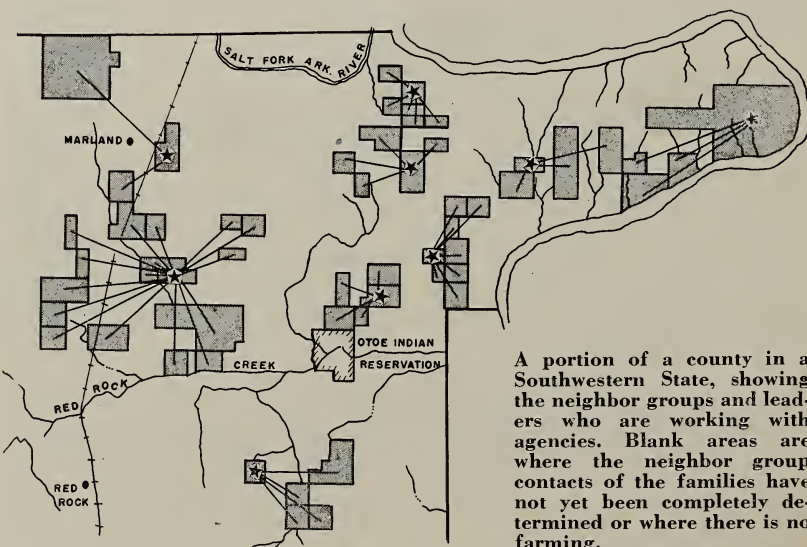 SALT FORK ARK. RIVER
MARLAND
OTOE INDIAN
RESERVATION
RED ROCK CREEK
RED
ROCK
A portion of a county in a
Southwestern State, showing
the neighbor groups and lead-
ers who are working with
agencies. Blank areas are
where the neighbor group
contacts of the families have
not yet been completely de-
termined or where there is no
farming.